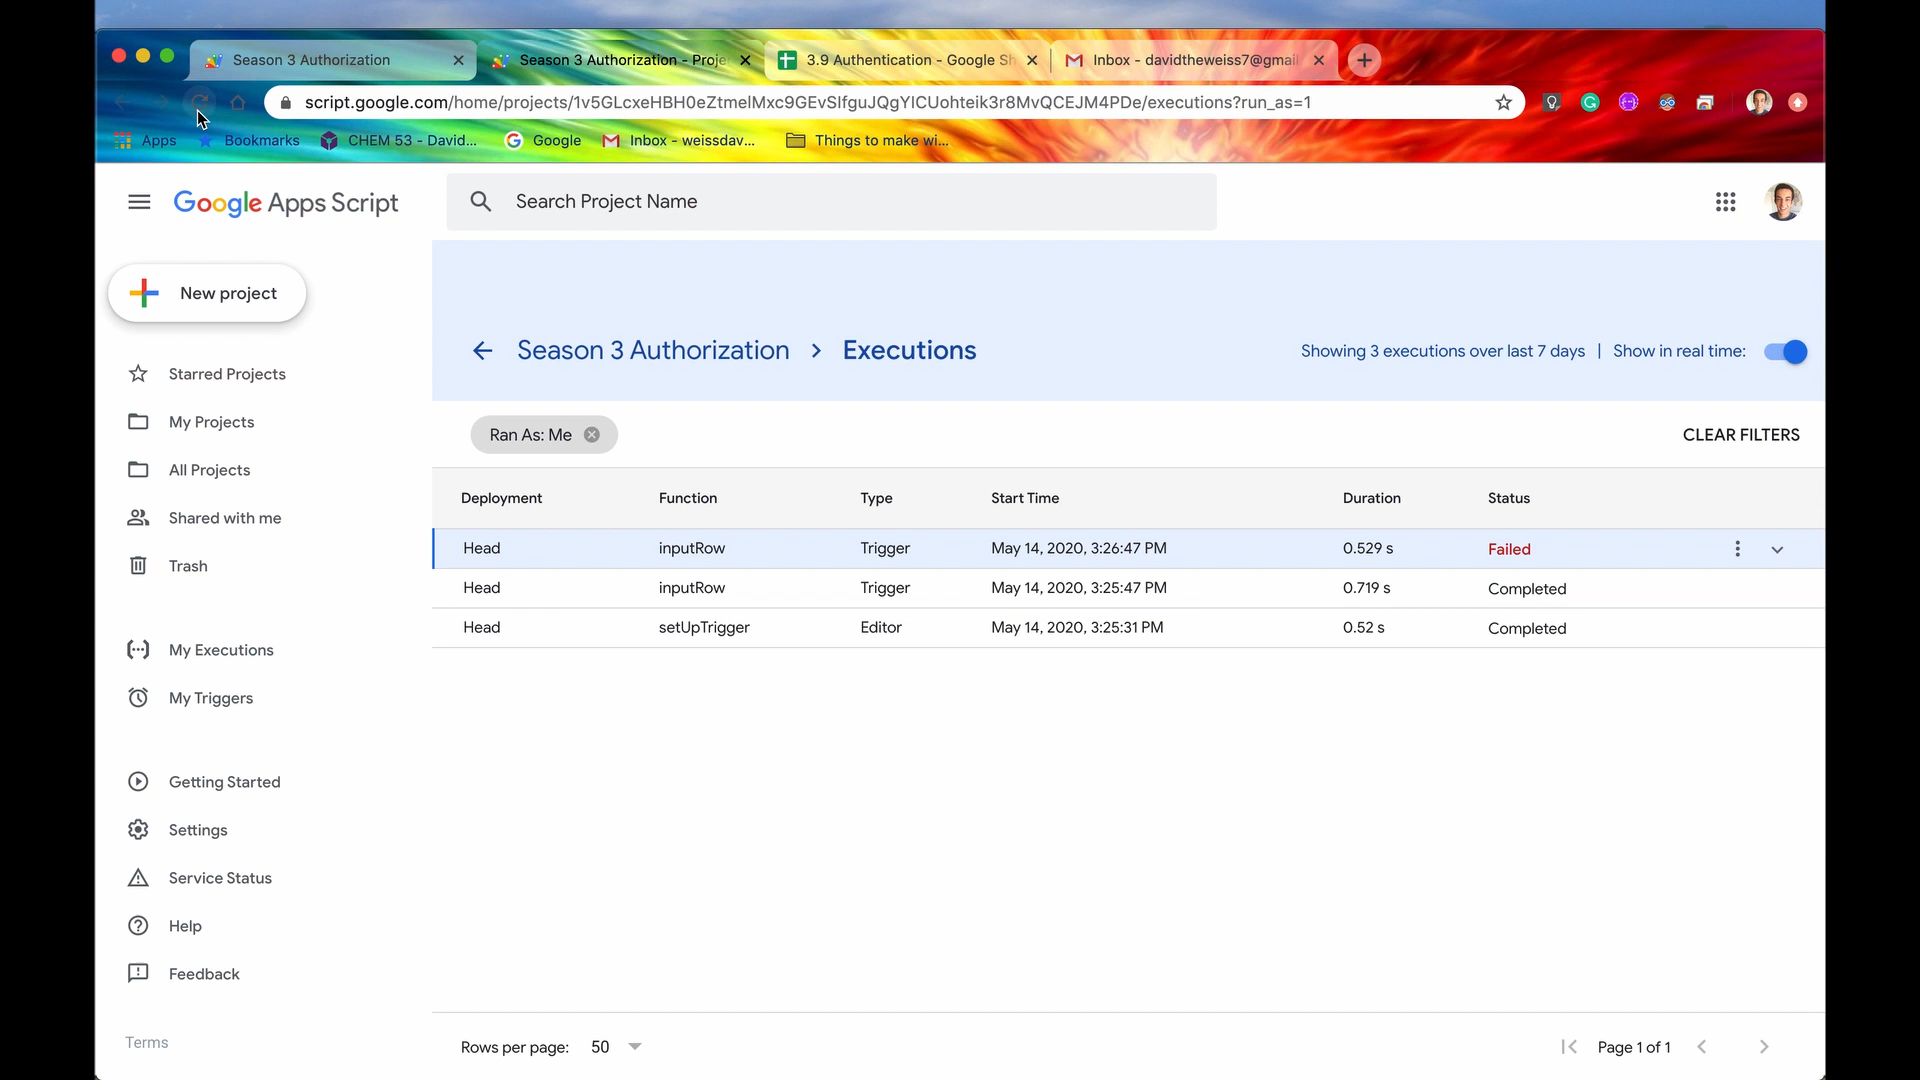 Season 3 Authorization
Season 3 Authorization - Proje
3.9 Authentication - Google Sh
Inbox - davidtheweiss7@gmai
script.google.com/home/projects/1v5GLcxeHBH0eZtmelMxc9GEvSIfguJQgYICUohteik3r8MvQCEJM4PDe/executions?run_as=1
Apps
Bookmarks
CHEM 53 - David...
Google
Inbox - weissdav...
Things to make wi...
Google Apps Script
Search Project Name
New project
Season 3 Authorization
Executions
Showing 3 executions over last 7 days | Show in real time:
Starred Projects
My Projects
All Projects
Shared with me
Trash
My Executions
My Triggers
Getting Started
Settings
Service Status
Help
Feedback
Terms
Ran As: Me
CLEAR FILTERS
Deployment Function Type Start Time Duration Status
Head inputRow Trigger May 14, 2020, 3:26:47 PM 0.529 s Failed
Head inputRow Trigger May 14, 2020, 3:25:47 PM 0.719 s Completed
Head setUpTrigger Editor May 14, 2020, 3:25:31 PM 0.52 s Completed
Rows per page: 50
Page 1 of 1